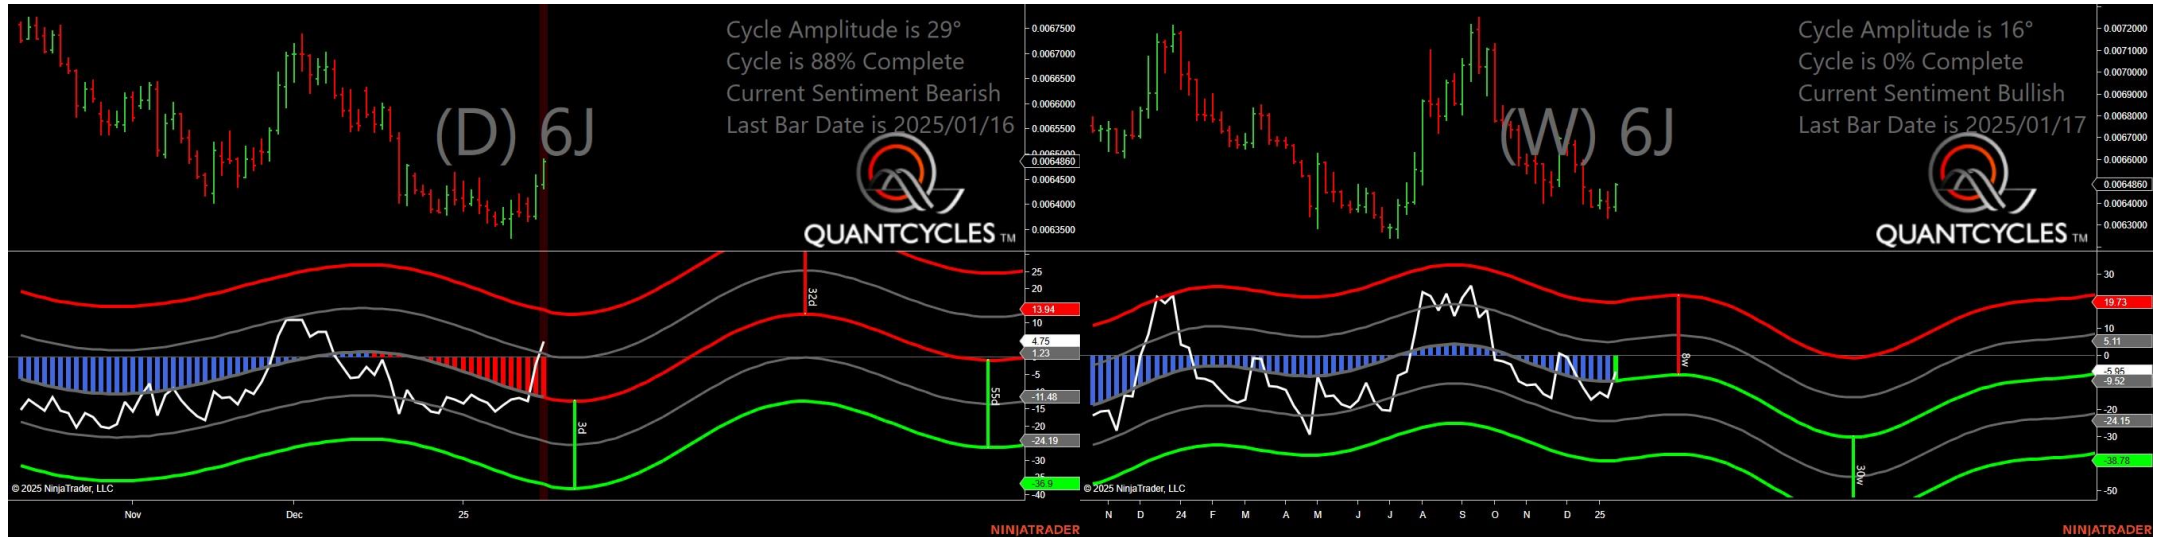 Cycle Amplitude is 29°
Cycle is 88% Complete
Current Sentiment Bearish
Last Bar Date is 2025/01/16
(D) 6J
QUANTCYCLES TM
0.0067500
0.0067000
0.0066500
0.0066000
0.0065500
0.0065000
0.0064860
0.0064500
0.0064000
0.0063500
32d
3d
55d
25
20
13.94
10
4.75
1.23
-5
-11.48
-15
-20
-24.19
-30
-36.9
-40
© 2025 NinjaTrader, LLC
Nov
Dec
25
NINJATRADER
Cycle Amplitude is 16°
Cycle is 0% Complete
Current Sentiment Bullish
Last Bar Date is 2025/01/17
(W) 6J
QUANTCYCLES TM
0.0072000
0.0071000
0.0070000
0.0069000
0.0068000
0.0067000
0.0066000
0.0064860
0.0064000
0.0063000
8w
30w
30
19.73
10
5.11
0
-5.95
-9.52
-20
-24.15
-30
-38.78
-50
© 2025 NinjaTrader, LLC
N D 24 F M A M J J A S O N D 25
NINJATRADER